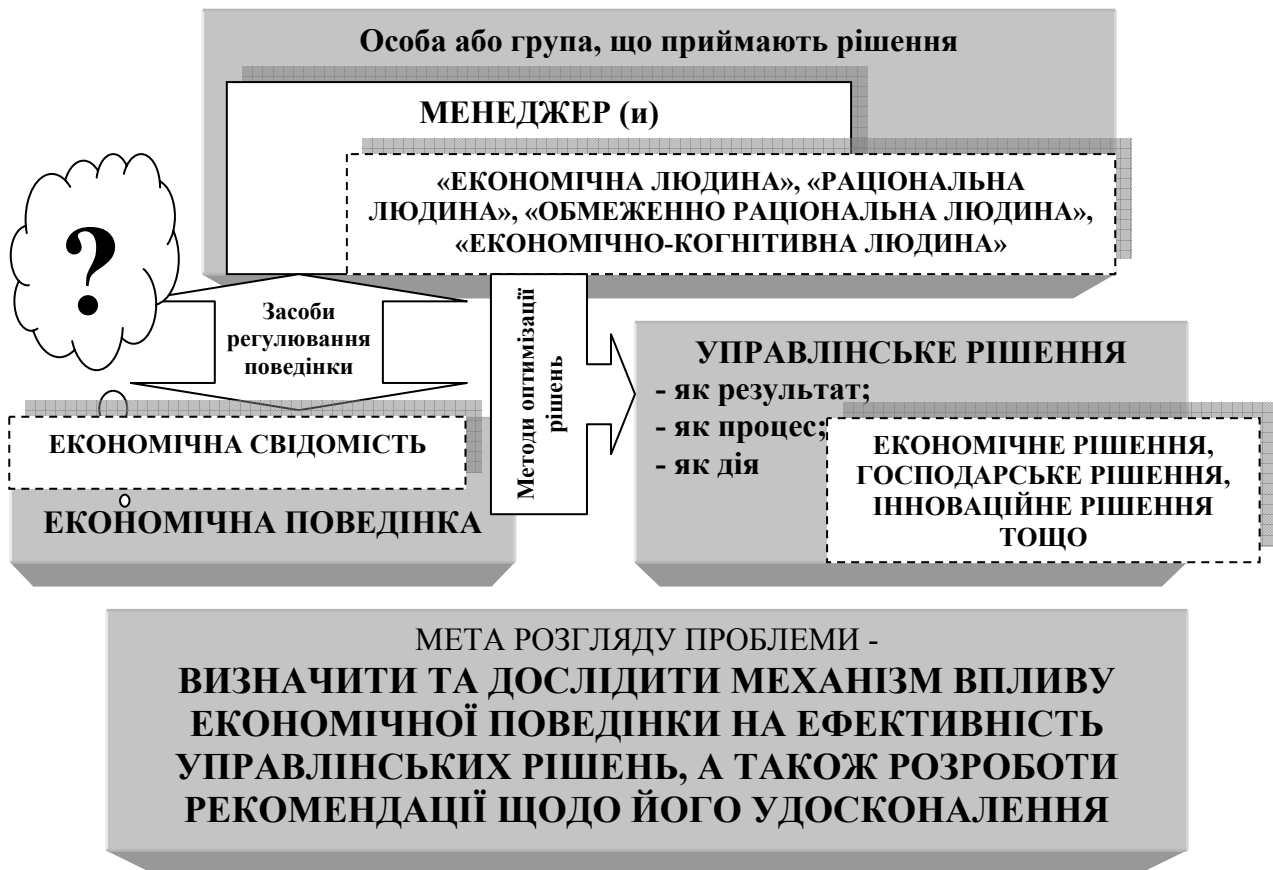 Особа або група, що приймають рішення
МЕНЕДЖЕР (и)
«ЕКОНОМІЧНА ЛЮДИНА», «РАЦІОНАЛЬНА
ЛЮДИНА», «ОБМЕЖЕННО РАЦІОНАЛЬНА ЛЮДИНА»,
«ЕКОНОМІЧНО-КОГНІТИВНА ЛЮДИНА»
?
Засоби
регулювання
поведінки
Методи оптимізації
рішень
УПРАВЛІНСЬКЕ РІШЕННЯ
- як результат;
- як процес;
- як дія
ЕКОНОМІЧНЕ РІШЕННЯ,
ГОСПОДАРСЬКЕ РІШЕННЯ,
ІННОВАЦІЙНЕ РІШЕННЯ
ТОЩО
ЕКОНОМІЧНА СВІДОМІСТЬ
ЕКОНОМІЧНА ПОВЕДІНКА
МЕТА РОЗГЛЯДУ ПРОБЛЕМИ -
ВИЗНАЧИТИ ТА ДОСЛІДИТИ МЕХАНІЗМ ВПЛИВУ
ЕКОНОМІЧНОЇ ПОВЕДІНКИ НА ЕФЕКТИВНІСТЬ
УПРАВЛІНСЬКИХ РІШЕНЬ, А ТАКОЖ РОЗРОБОТИ
РЕКОМЕНДАЦІЇ ЩОДО ЙОГО УДОСКОНАЛЕННЯ